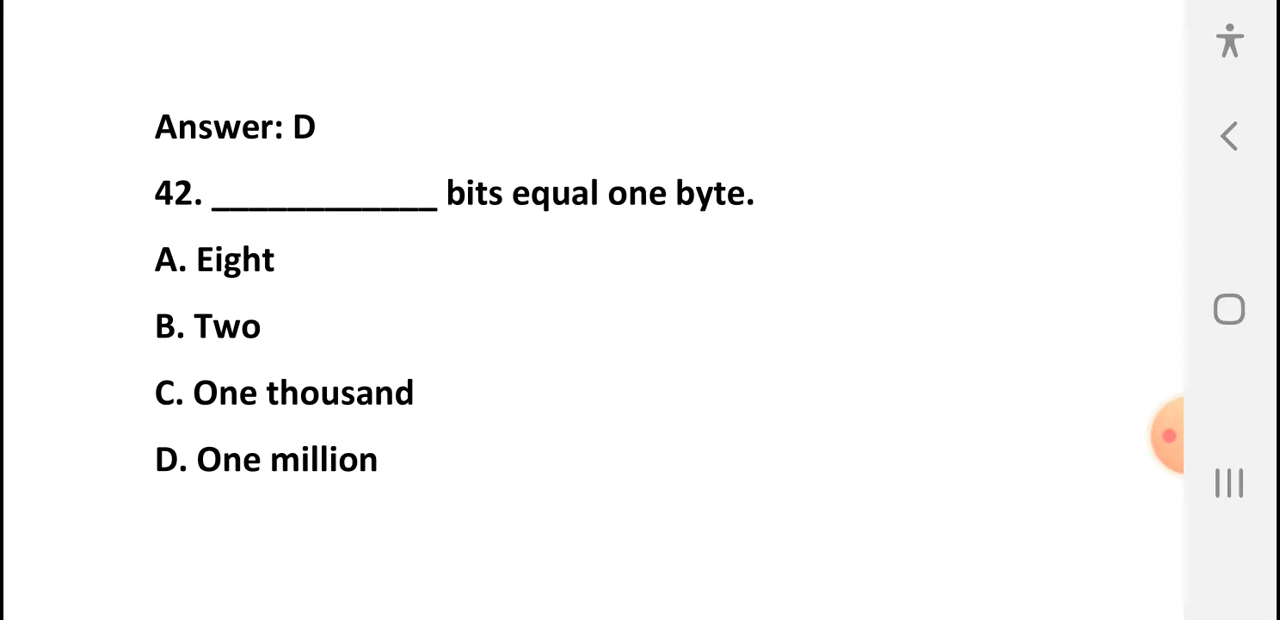 Answer: D
42. ____________ bits equal one byte.
A. Eight
B. Two
C. One thousand
D. One million